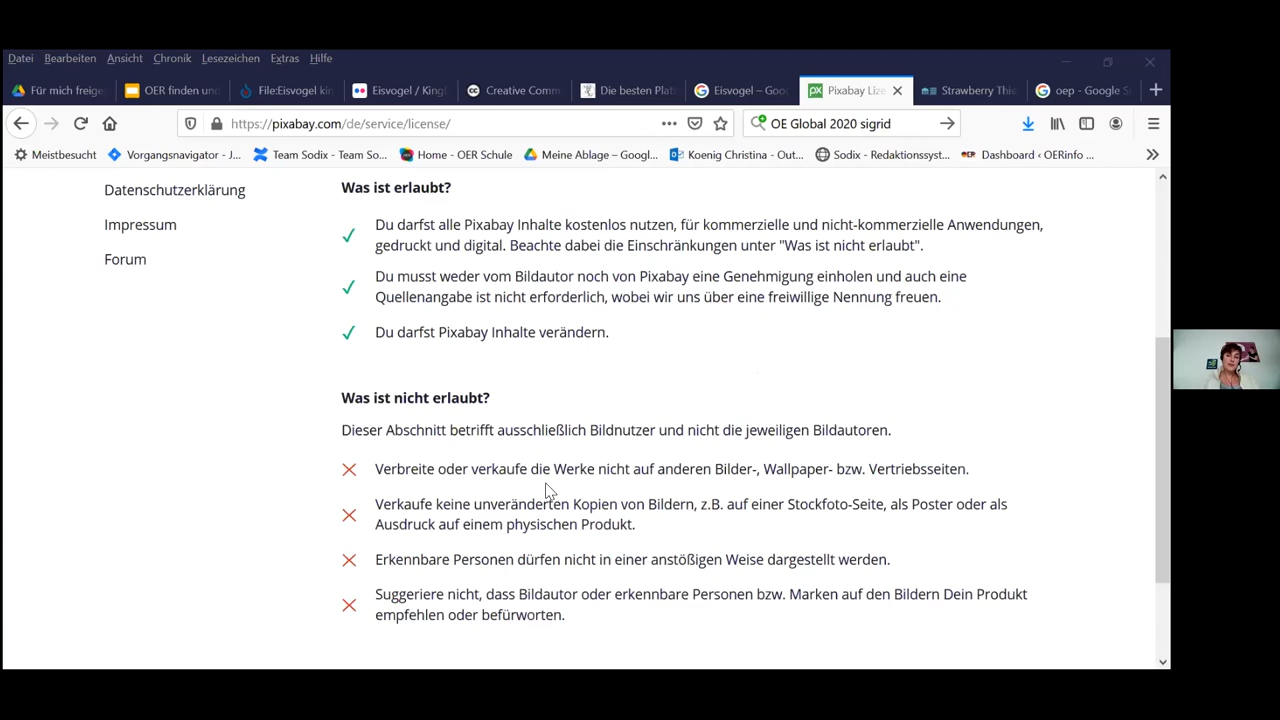 Datei Bearbeiten Ansicht Chronik Lesezeichen Extras Hilfe
Für mich freige OER finden und File:Eisvogel kin Eisvogel / King Creative Comm Die besten Plat Eisvogel – Goo Pixabay Lize Strawberry Thie oep - Google S
https://pixabay.com/de/service/license/ OE Global 2020 sigrid
Meistbesucht Vorgangsnavigator - J... Team Sodix - Team So... Home - OER Schule Meine Ablage – Googl... Koenig Christina - Out... Sodix - Redaktionssyst... Dashboard ‹ OERinfo ...
Datenschutzerklärung
Impressum
Forum
Was ist erlaubt?
Du darfst alle Pixabay Inhalte kostenlos nutzen, für kommerzielle und nicht-kommerzielle Anwendungen,
gedruckt und digital. Beachte dabei die Einschränkungen unter "Was ist nicht erlaubt".
Du musst weder vom Bildautor noch von Pixabay eine Genehmigung einholen und auch eine
Quellenangabe ist nicht erforderlich, wobei wir uns über eine freiwillige Nennung freuen.
Du darfst Pixabay Inhalte verändern.
Was ist nicht erlaubt?
Dieser Abschnitt betrifft ausschließlich Bildnutzer und nicht die jeweiligen Bildautoren.
Verbreite oder verkaufe die Werke nicht auf anderen Bilder-, Wallpaper- bzw. Vertriebsseiten.
Verkaufe keine unveränderten Kopien von Bildern, z.B. auf einer Stockfoto-Seite, als Poster oder als
Ausdruck auf einem physischen Produkt.
Erkennbare Personen dürfen nicht in einer anstößigen Weise dargestellt werden.
Suggeriere nicht, dass Bildautor oder erkennbare Personen bzw. Marken auf den Bildern Dein Produkt
empfehlen oder befürworten.